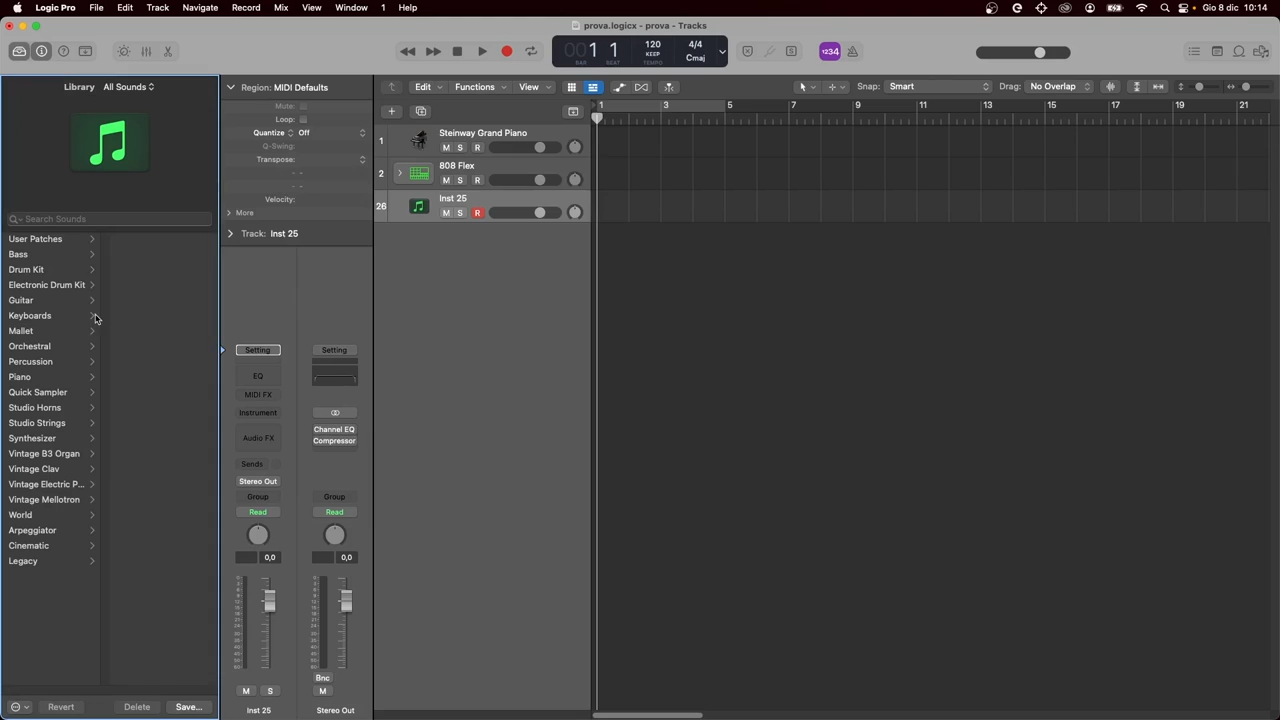 Logic Pro File Edit Track Navigate Record Mix View Window 1 Help Gio 8 dic 10:14
prova.logicx - prova - Tracks
001 1 120 4/4
KEEP Cmaj
BAR BEAT TEMPO
1234
Library All Sounds
Region: MIDI Defaults
Edit Functions View Snap: Smart Drag: No Overlap
Mute:
Loop:
Quantize Off
Q-Swing:
Transpose:
Velocity:
More
Track: Inst 25
1 3 5 7 9 11 13 15 17 19 21
1 Steinway Grand Piano
M S R
2 808 Flex
M S R
26 Inst 25
M S R
Search Sounds
User Patches
Bass
Drum Kit
Electronic Drum Kit
Guitar
Keyboards
Mallet
Orchestral
Percussion
Piano
Quick Sampler
Studio Horns
Studio Strings
Synthesizer
Vintage B3 Organ
Vintage Clav
Vintage Electric P...
Vintage Mellotron
World
Arpeggiator
Cinematic
Legacy
Revert Delete Save...
Setting Setting
EQ
MIDI FX
Instrument
Channel EQ
Audio FX Compressor
Sends
Stereo Out
Group Group
Read Read
0,0 0,0
Bnc
M S M
Inst 25 Stereo Out